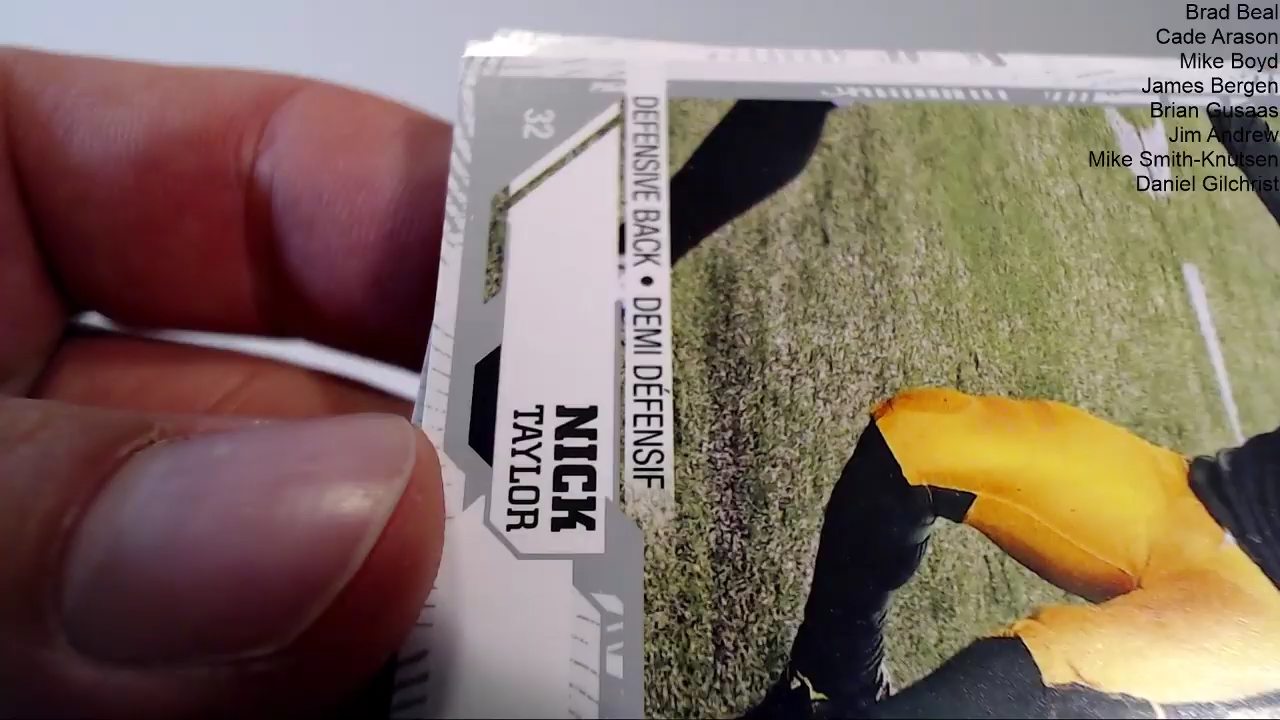 Brad Beal
Cade Arason
Mike Boyd
James Bergen
Brian Gusaas
Jim Andrew
Mike Smith-Knutsen
Daniel Gilchrist
32
DEFENSIVE BACK • DEMI DÉFENSIF
NICK
TAYLOR